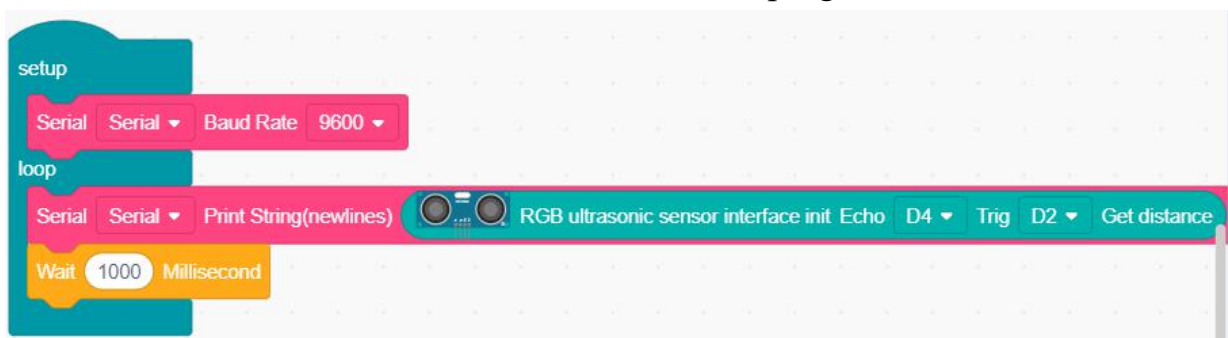 setup
Serial Serial Baud Rate 9600
loop
Serial Serial Print String(newlines) RGB ultrasonic sensor interface init Echo D4 Trig D2 Get distance
Wait 1000 Millisecond